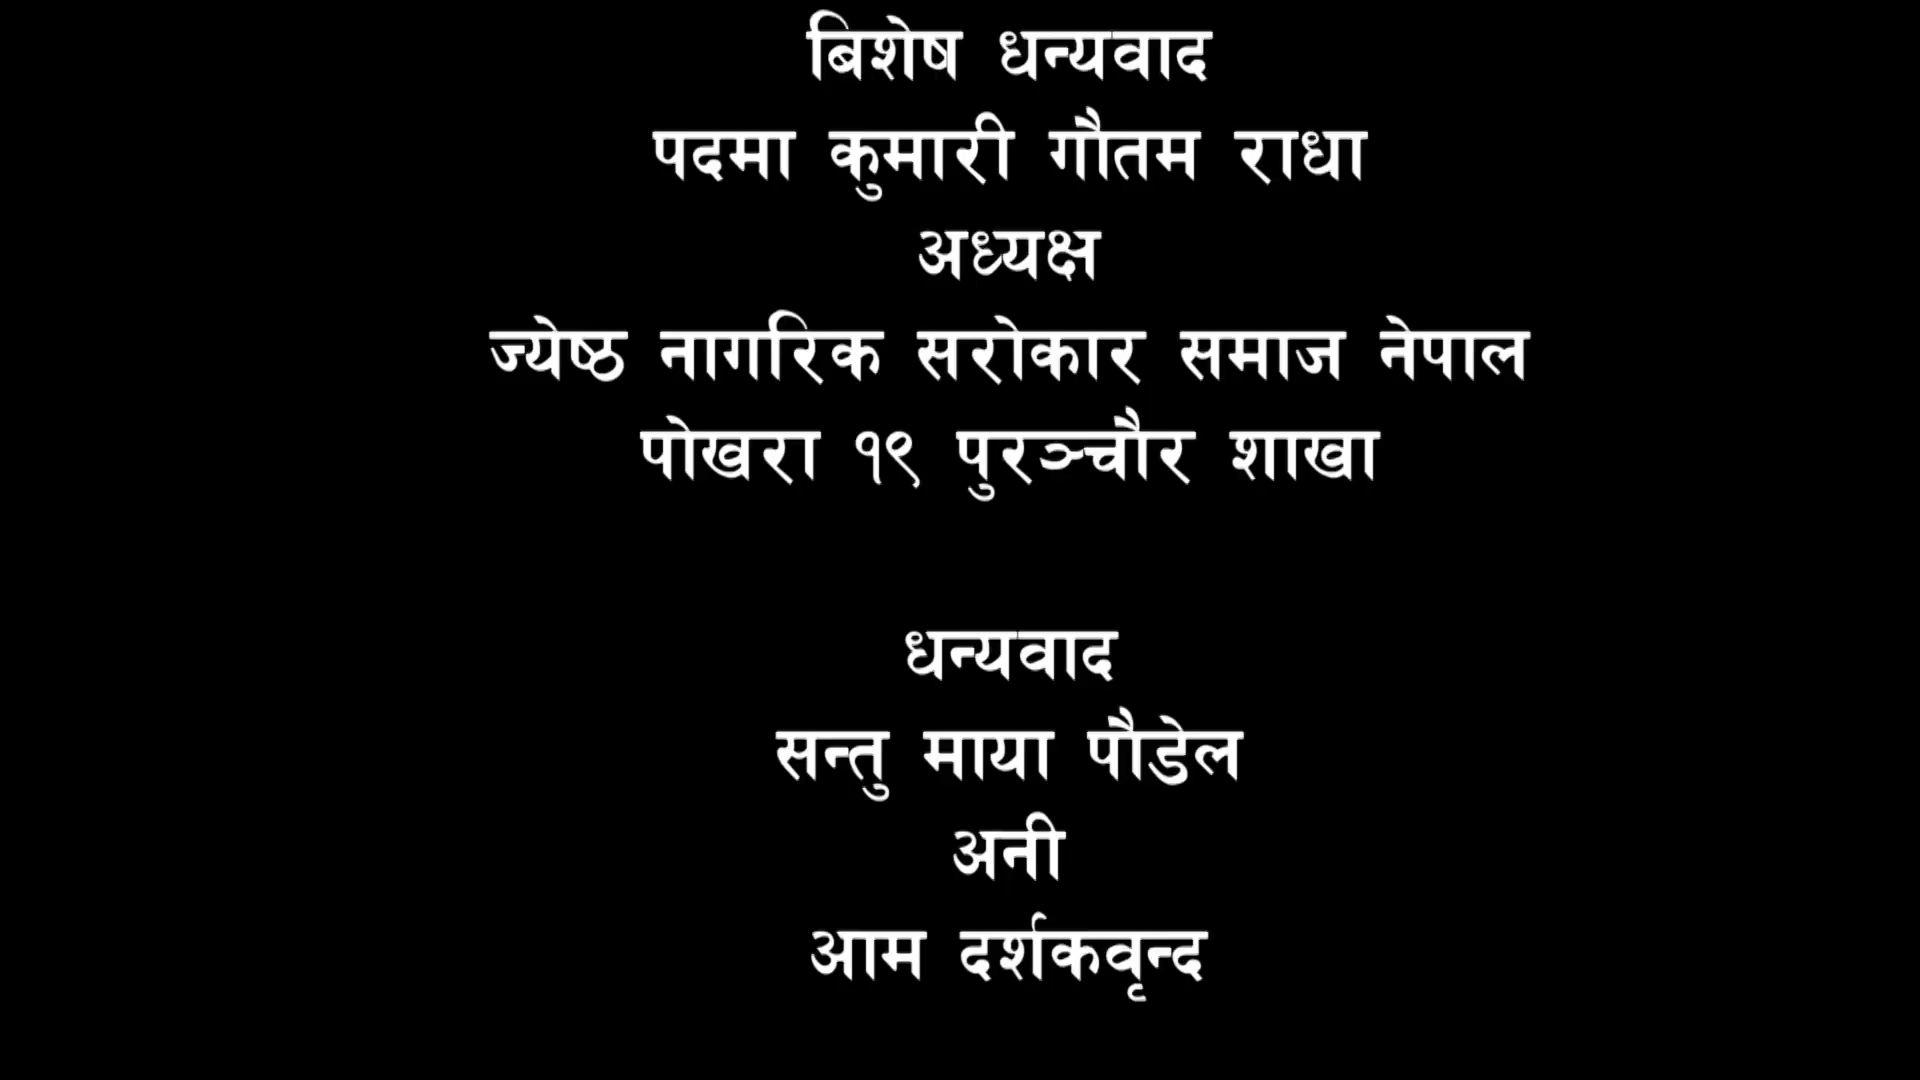 बिशेष धन्यवाद
पदमा कुमारी गौतम राधा
अध्यक्ष
ज्येष्ठ नागरिक सरोकार समाज नेपाल
पोखरा १९ पुरञ्चौर शाखा
धन्यवाद
सन्तु माया पौडेल
अनी
आम दर्शकवृन्द